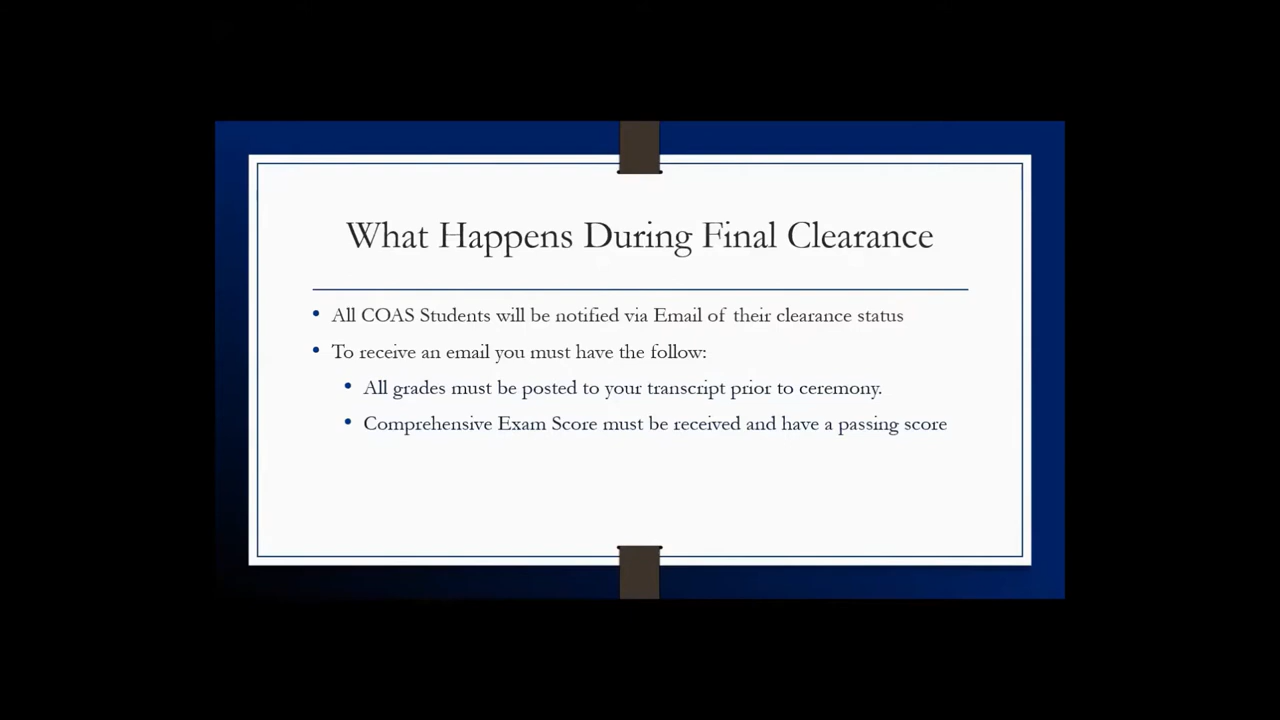 What Happens During Final Clearance
• All COAS Students will be notified via Email of their clearance status
• To receive an email you must have the follow:
• All grades must be posted to your transcript prior to ceremony.
• Comprehensive Exam Score must be received and have a passing score